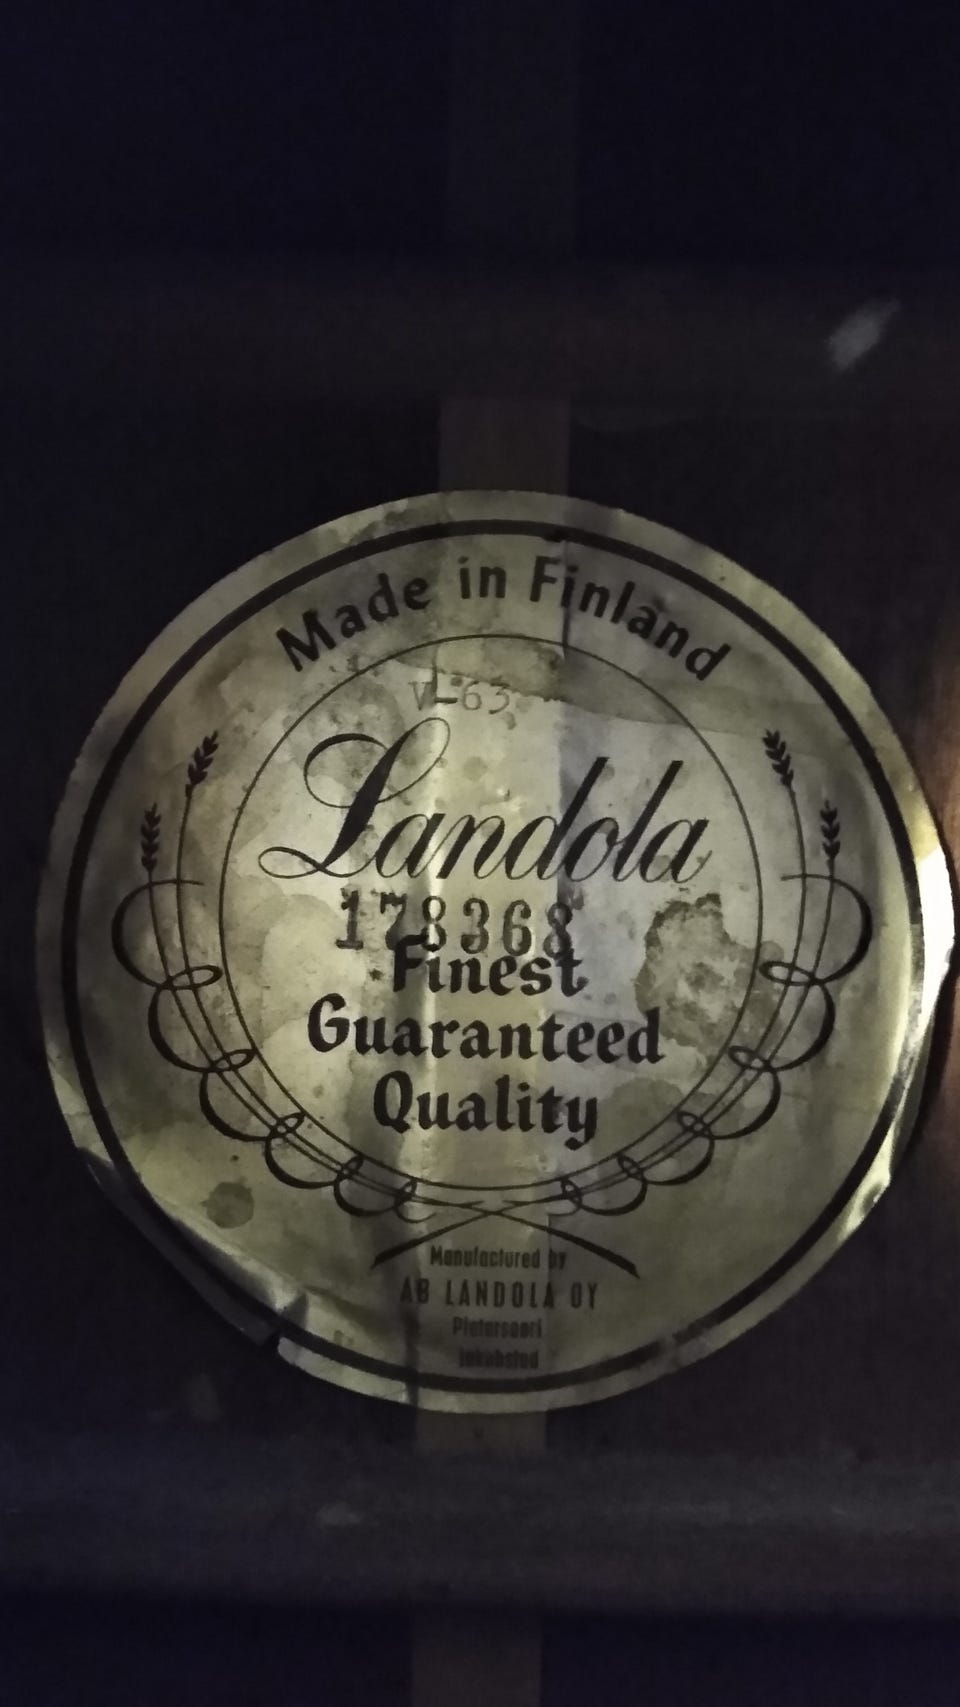 Made in Finland
V-63
Landola
178368
Finest
Guaranteed
Quality
Manufactured by
AB LANDOLA OY
Pietarsaari
Jakobstad